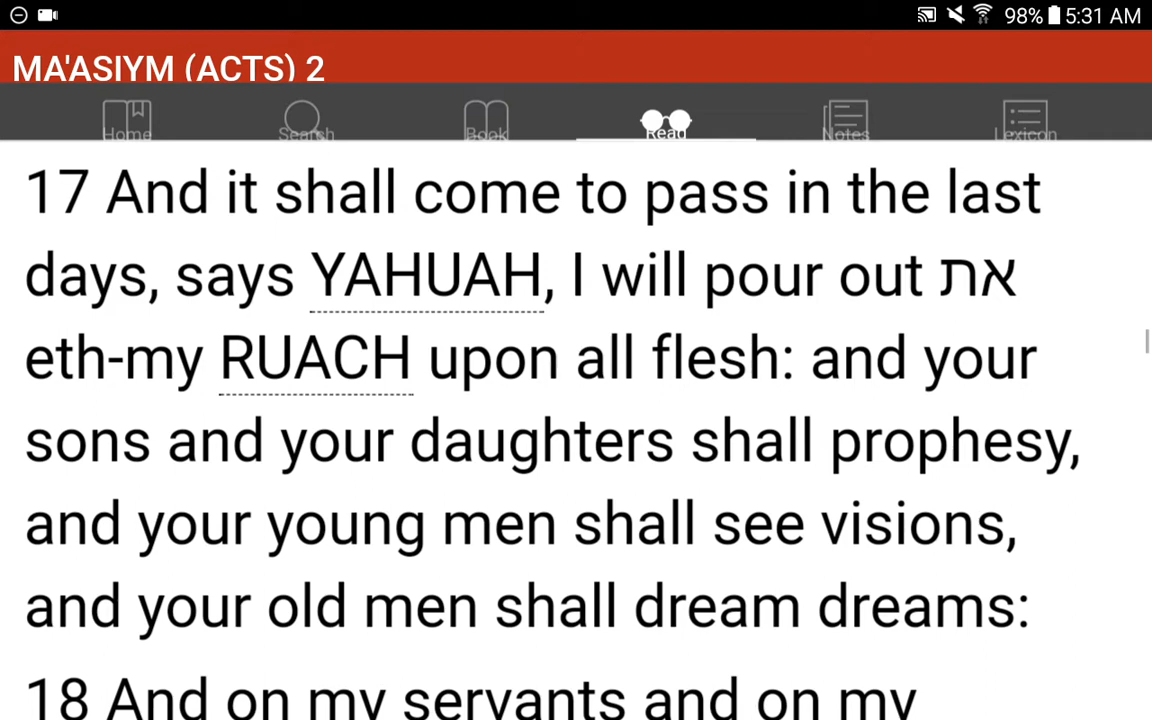 98% 5:31 AM
MA'ASIYM (ACTS) 2
Home Search Book Read Notes Lexicon
17 And it shall come to pass in the last
days, says YAHUAH, I will pour out את
eth-my RUACH upon all flesh: and your
sons and your daughters shall prophesy,
and your young men shall see visions,
and your old men shall dream dreams:
18 And on my servants and on my